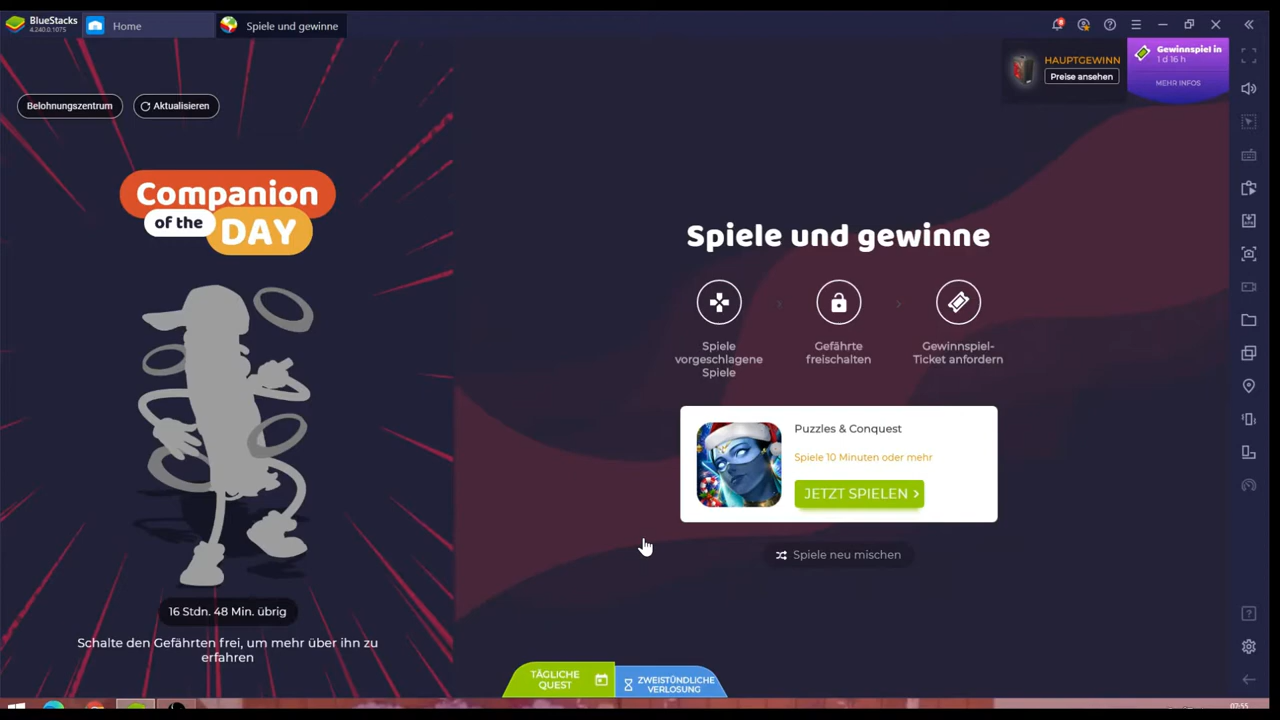 BlueStacks
4.240.0.1075
Home
Spiele und gewinne
HAUPTGEWINN
Preise ansehen
Gewinnspiel in
1 d 16 h
MEHR INFOS
Belohnungszentrum
Aktualisieren
Companion
of the
DAY
16 Stdn. 48 Min. übrig
Schalte den Gefährten frei, um mehr über ihn zu
erfahren
Spiele und gewinne
Spiele
vorgeschlagene
Spiele
Gefährte
freischalten
Gewinnspiel-
Ticket anfordern
Puzzles & Conquest
Spiele 10 Minuten oder mehr
JETZT SPIELEN
Spiele neu mischen
TÄGLICHE
QUEST
ZWEISTÜNDLICHE
VERLOSUNG
07:55